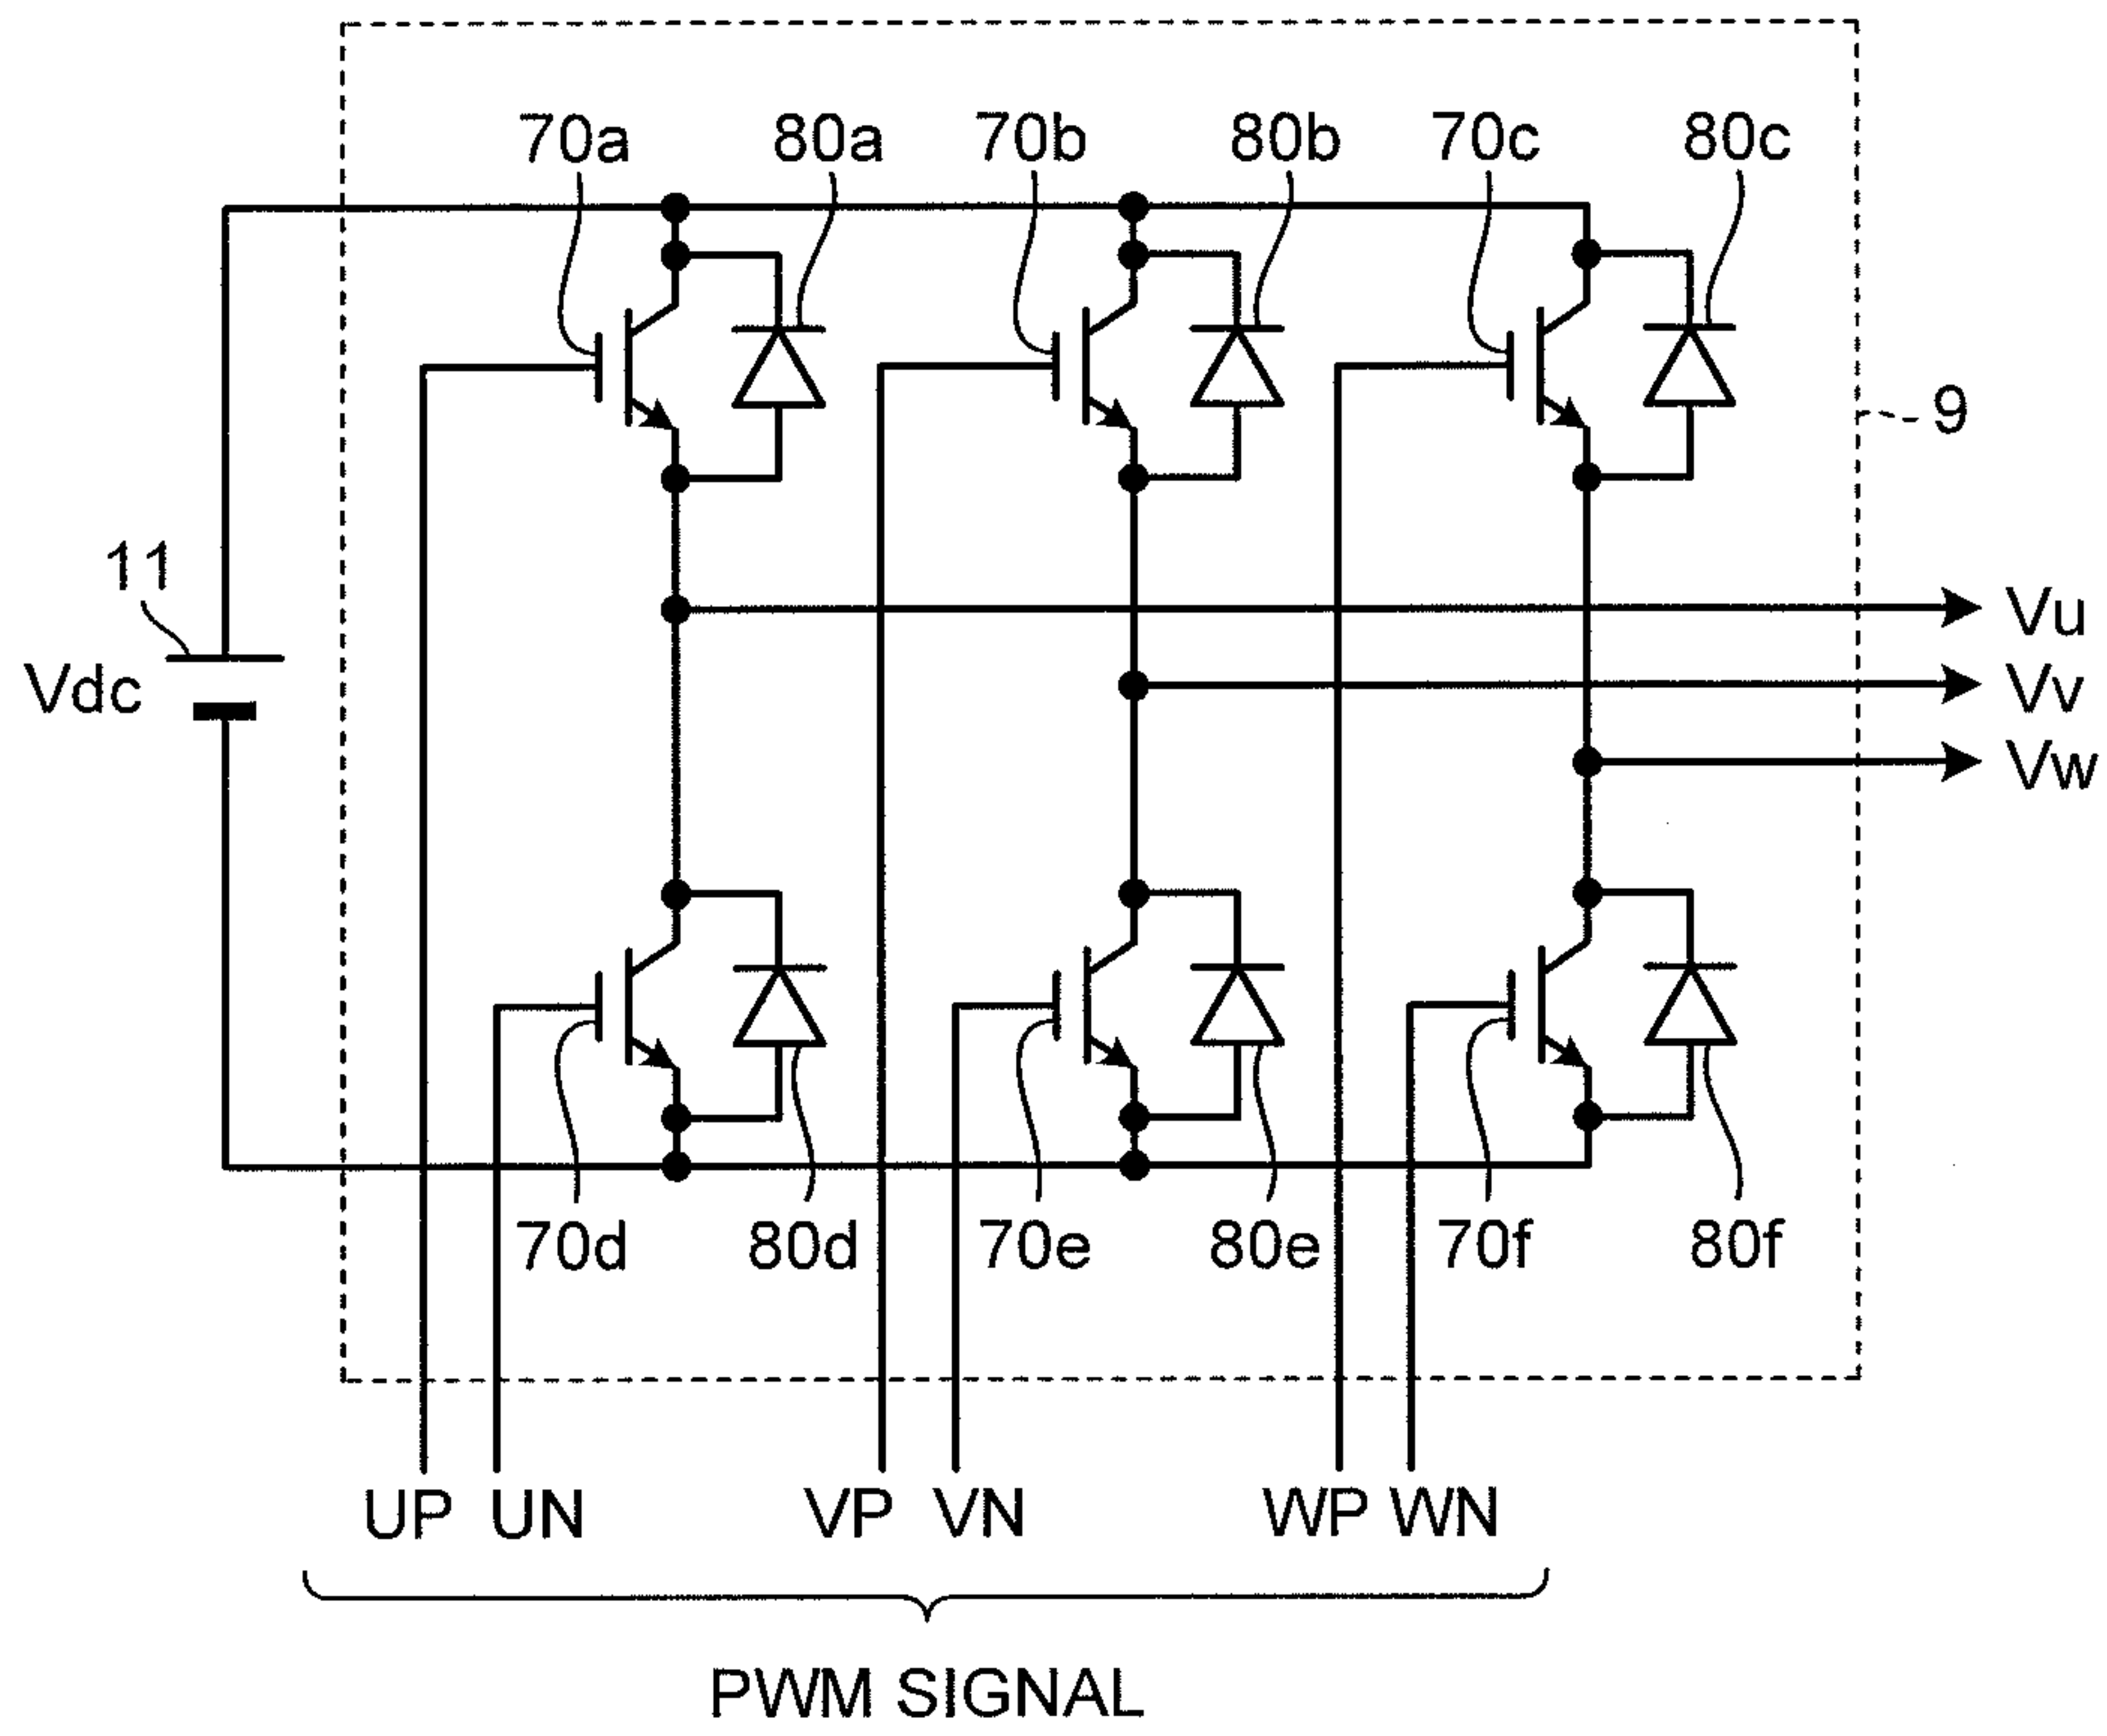 70a 80a 70b 80b 70c 80c
9
11
Vdc
Vu
Vv
Vw
70d 80d 70e 80e 70f 80f
UP UN VP VN WP WN
PWM SIGNAL